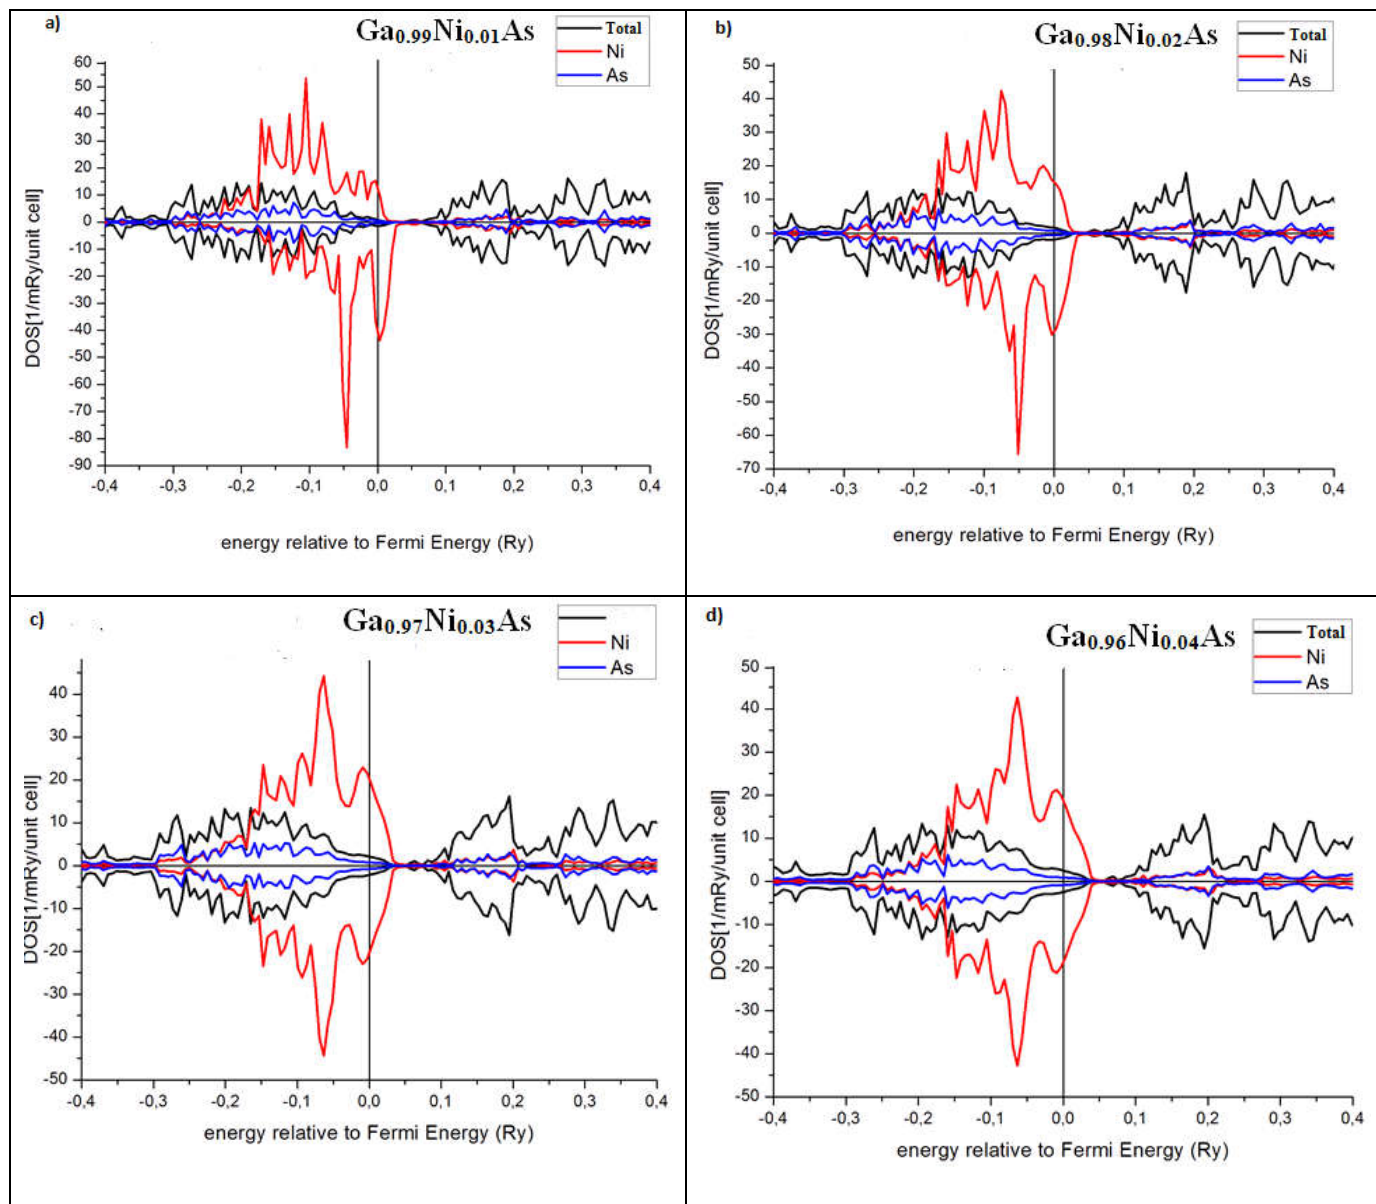 a)
Ga0.99Ni0.01As
Total
Ni
As
60
50
40
30
20
10
0
-10
-20
-30
-40
-50
-60
-70
-80
-90
DOS[1/mRy/unit cell]
-0,4 -0,3 -0,2 -0,1 0,0 0,1 0,2 0,3 0,4
energy relative to Fermi Energy (Ry)
b)
Ga0.98Ni0.02As
Total
Ni
As
50
40
30
20
10
0
-10
-20
-30
-40
-50
-60
-70
DOS[1/mRy/unit cell]
-0,4 -0,3 -0,2 -0,1 0,0 0,1 0,2 0,3 0,4
energy relative to Fermi Energy (Ry)
c)
Ga0.97Ni0.03As
Ni
As
40
30
20
10
0
-10
-20
-30
-40
-50
DOS[1/mRy/unit cell]
-0,4 -0,3 -0,2 -0,1 0,0 0,1 0,2 0,3 0,4
energy relative to Fermi Energy (Ry)
d)
Ga0.96Ni0.04As
Total
Ni
As
50
40
30
20
10
0
-10
-20
-30
-40
-50
DOS[1/mRy/unit cell]
-0,4 -0,3 -0,2 -0,1 0,0 0,1 0,2 0,3 0,4
energy relative to Fermi Energy (Ry)